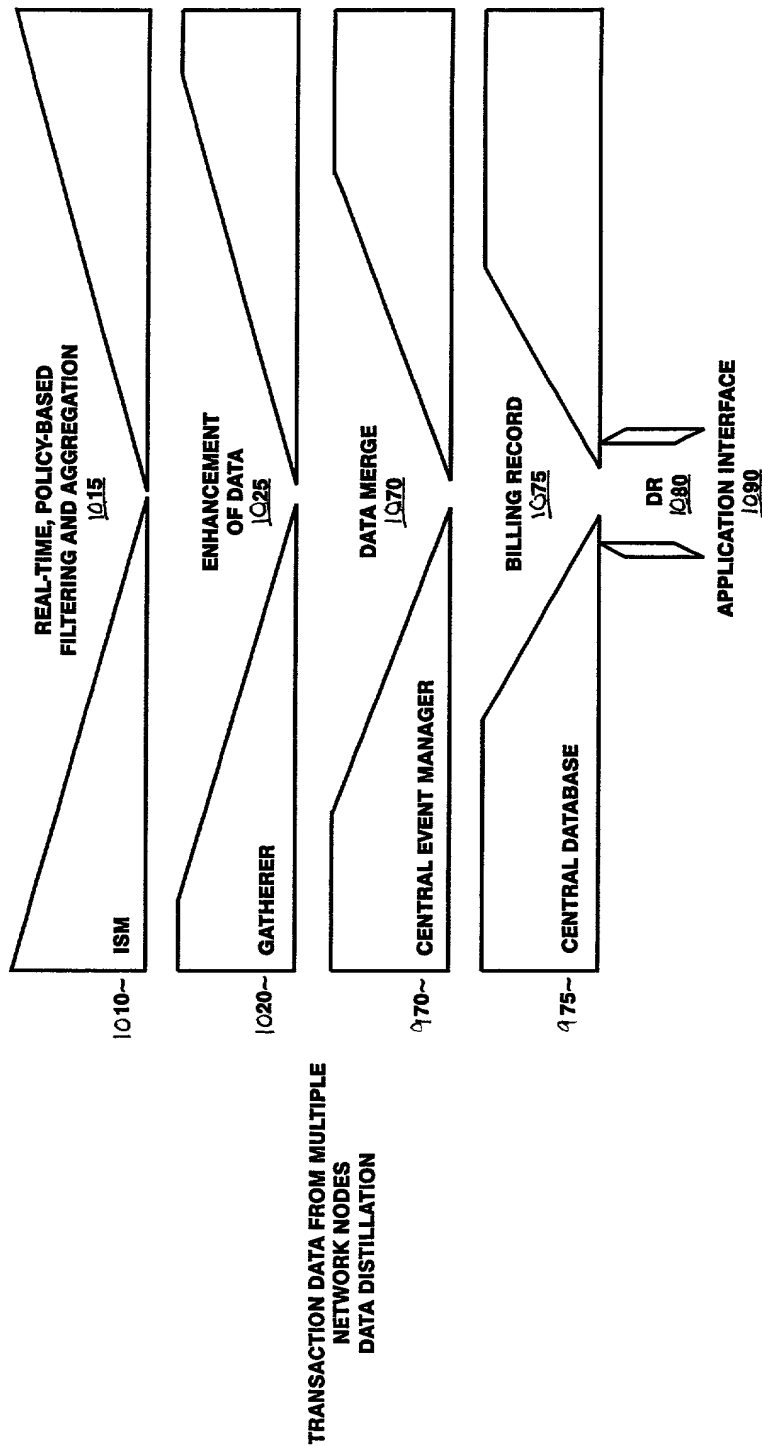 TRANSACTION DATA FROM MULTIPLE
NETWORK NODES
DATA DISTILLATION
REAL-TIME, POLICY-BASED
FILTERING AND AGGREGATION
1015
1010~
ISM
ENHANCEMENT
OF DATA
1025
1020~
GATHERER
DATA MERGE
1070
970~
CENTRAL EVENT MANAGER
BILLING RECORD
1075
975~
CENTRAL DATABASE
DR
1080
APPLICATION INTERFACE
1090